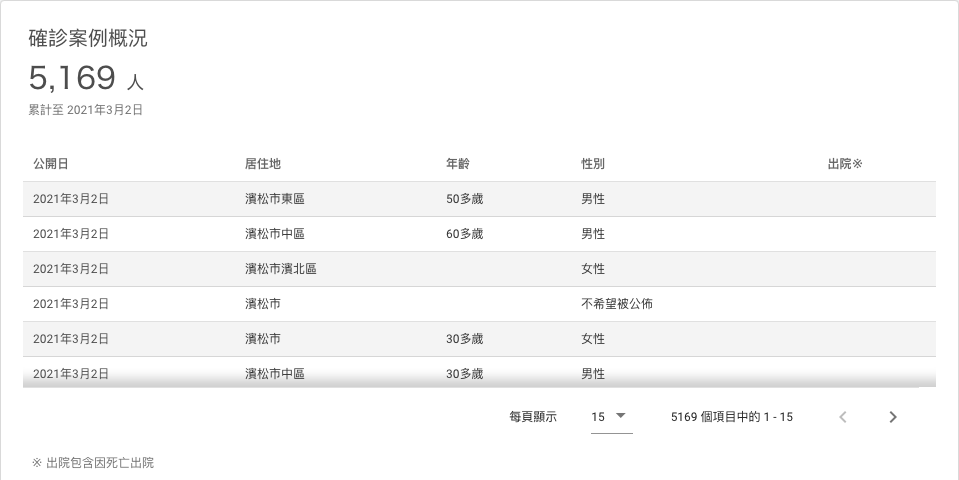 確診案例概況
5,169 人
累計至 2021年3月2日
公開日 居住地 年齡 性別 出院※
2021年3月2日 濱松市東區 50多歲 男性
2021年3月2日 濱松市中區 60多歲 男性
2021年3月2日 濱松市濱北區 女性
2021年3月2日 濱松市 不希望被公佈
2021年3月2日 濱松市 30多歲 女性
2021年3月2日 濱松市中區 30多歲 男性
每頁顯示 15 5169 個項目中的 1 - 15
※ 出院包含因死亡出院